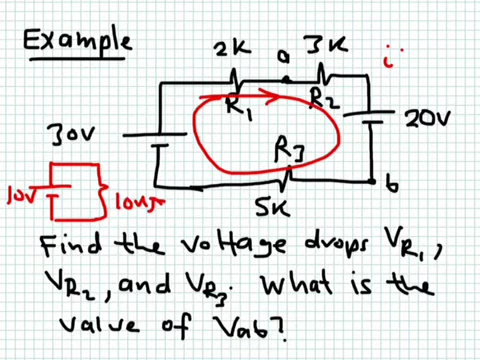 Example
2K a 3K i
R1 R2
30V 20V
R3
10V b
5K
Find the voltage drops VR1,
VR2, and VR3. What is the
value of Vab?